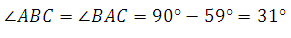 ∠ABC = ∠BAC = 90° − 59° = 31°